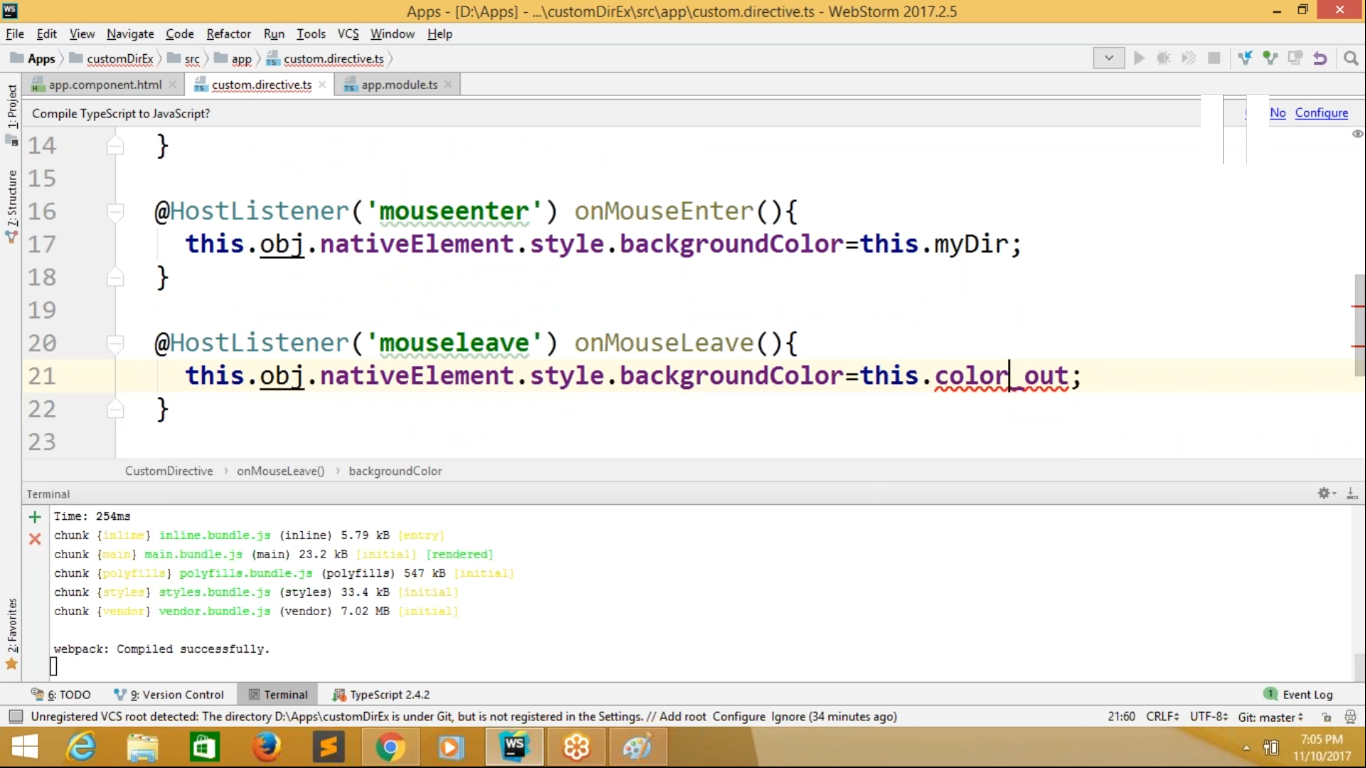 Apps - [D:\Apps] - ...\customDirEx\src\app\custom.directive.ts - WebStorm 2017.2.5
File Edit View Navigate Code Refactor Run Tools VCS Window Help
Apps customDirEx src app custom.directive.ts
app.component.html custom.directive.ts app.module.ts
Compile TypeScript to JavaScript? No Configure
1: Project
7: Structure
2: Favorites
14 }
15
16 @HostListener('mouseenter') onMouseEnter(){
17 this.obj.nativeElement.style.backgroundColor=this.myDir;
18 }
19
20 @HostListener('mouseleave') onMouseLeave(){
21 this.obj.nativeElement.style.backgroundColor=this.color_out;
22 }
23
CustomDirective › onMouseLeave() › backgroundColor
Terminal
Time: 254ms
chunk {inline} inline.bundle.js (inline) 5.79 kB [entry]
chunk {main} main.bundle.js (main) 23.2 kB [initial] [rendered]
chunk {polyfills} polyfills.bundle.js (polyfills) 547 kB [initial]
chunk {styles} styles.bundle.js (styles) 33.4 kB [initial]
chunk {vendor} vendor.bundle.js (vendor) 7.02 MB [initial]
webpack: Compiled successfully.
6: TODO 9: Version Control Terminal TypeScript 2.4.2 1 Event Log
Unregistered VCS root detected: The directory D:\Apps\customDirEx is under Git, but is not registered in the Settings. // Add root Configure Ignore (34 minutes ago) 21:60 CRLF UTF-8 Git: master
7:05 PM
11/10/2017